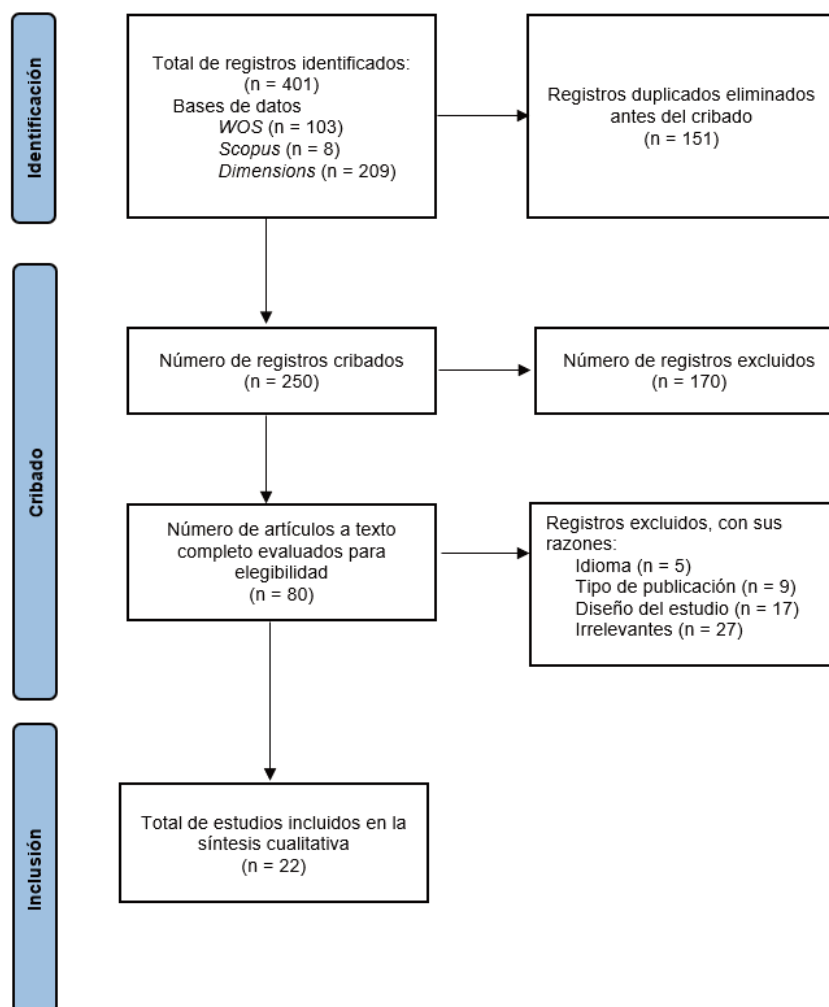 Identificación
Total de registros identificados:
(n = 401)
Bases de datos
WOS (n = 103)
Scopus (n = 8)
Dimensions (n = 209)
Registros duplicados eliminados
antes del cribado
(n = 151)
Cribado
Número de registros cribados
(n = 250)
Número de registros excluidos
(n = 170)
Número de artículos a texto
completo evaluados para
elegibilidad
(n = 80)
Registros excluidos, con sus
razones:
Idioma (n = 5)
Tipo de publicación (n = 9)
Diseño del estudio (n = 17)
Irrelevantes (n = 27)
Inclusión
Total de estudios incluidos en la
síntesis cualitativa
(n = 22)